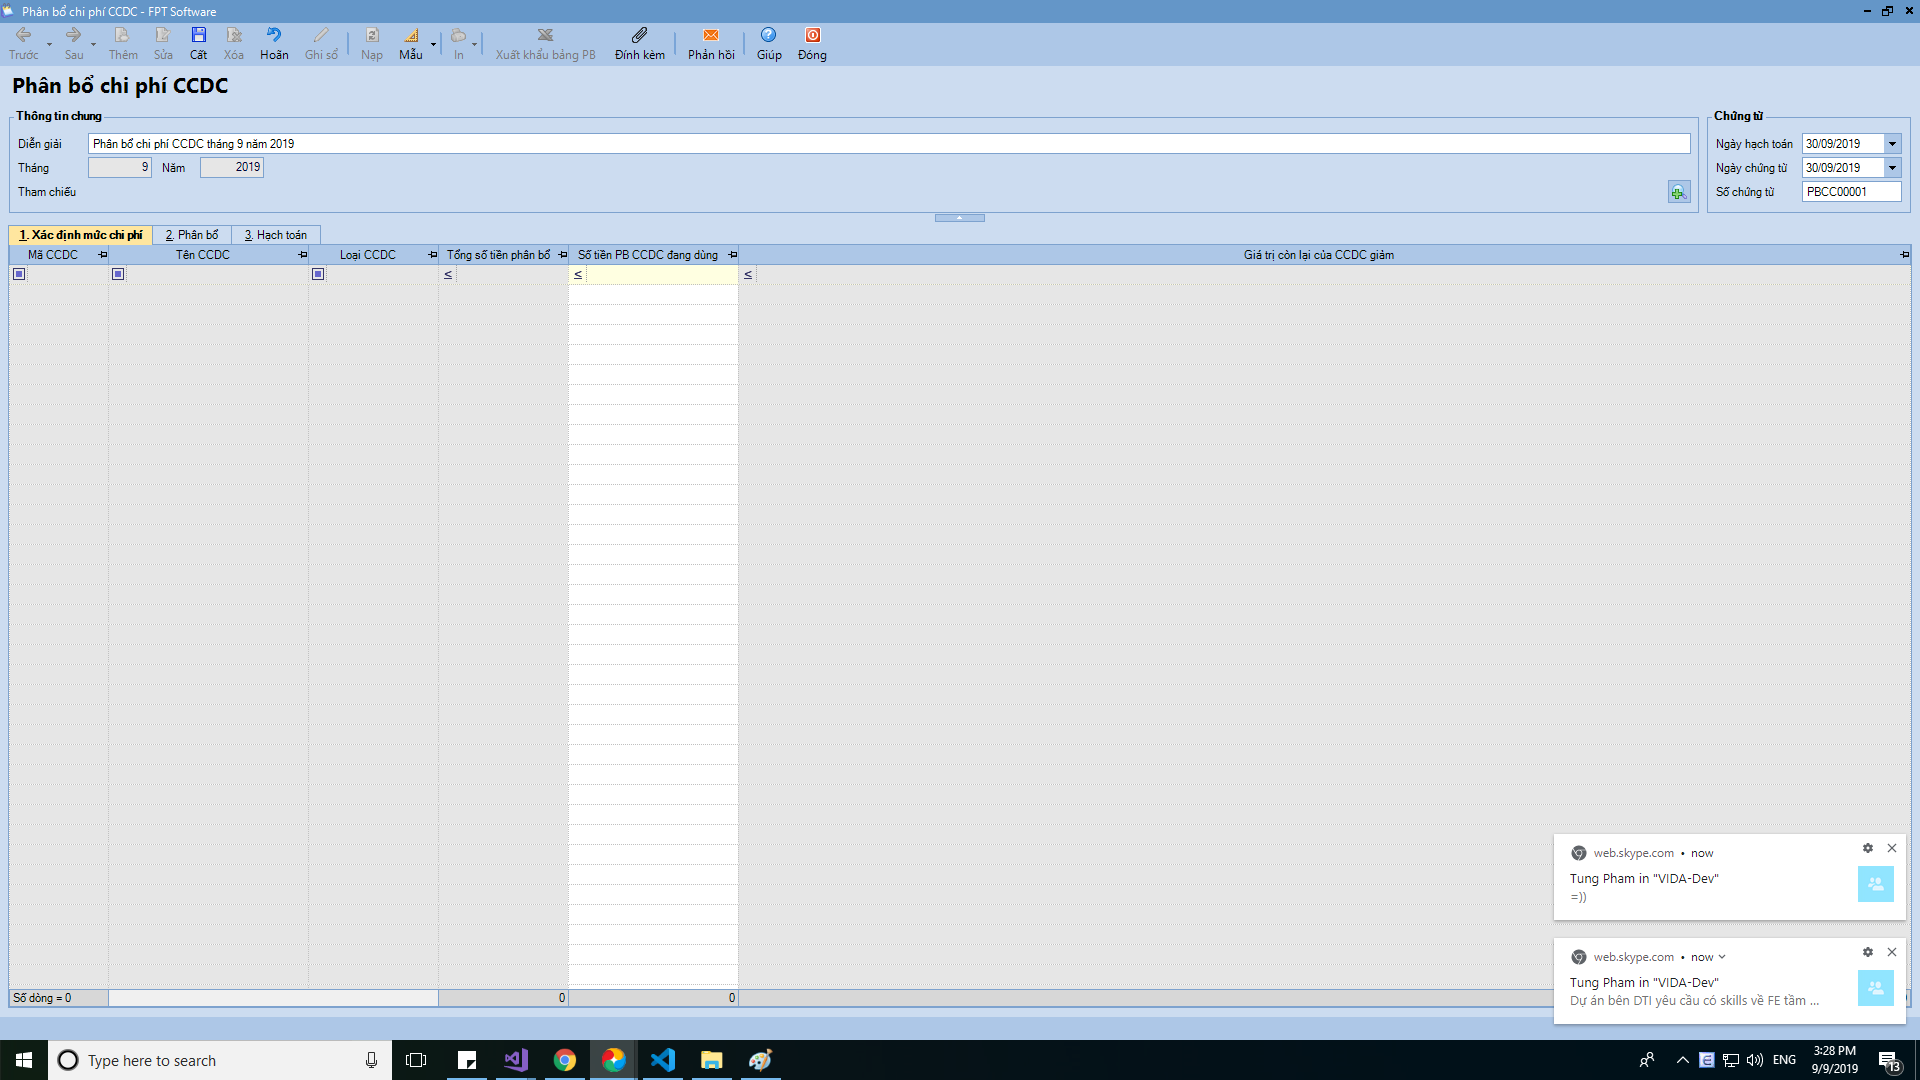 Phân bổ chi phí CCDC - FPT Software
Trước Sau Thêm Sửa Cất Xóa Hoãn Ghi sổ Nạp Mẫu In Xuất khẩu bảng PB Đính kèm Phản hồi Giúp Đóng
Phân bổ chi phí CCDC
Thông tin chung
Diễn giải Phân bổ chi phí CCDC tháng 9 năm 2019
Tháng 9 Năm 2019
Tham chiếu
Chứng từ
Ngày hạch toán 30/09/2019
Ngày chứng từ 30/09/2019
Số chứng từ PBCC00001
1. Xác định mức chi phí 2. Phân bổ 3. Hạch toán
Mã CCDC Tên CCDC Loại CCDC Tổng số tiền phân bổ Số tiền PB CCDC đang dùng Giá trị còn lại của CCDC giảm
≤ ≤ ≤
Số dòng = 0 0 0
web.skype.com • now
Tung Pham in "VIDA-Dev"
=))
web.skype.com • now
Tung Pham in "VIDA-Dev"
Dự án bên DTI yêu cầu có skills về FE tầm ...
Type here to search
ENG
3:28 PM
9/9/2019
13